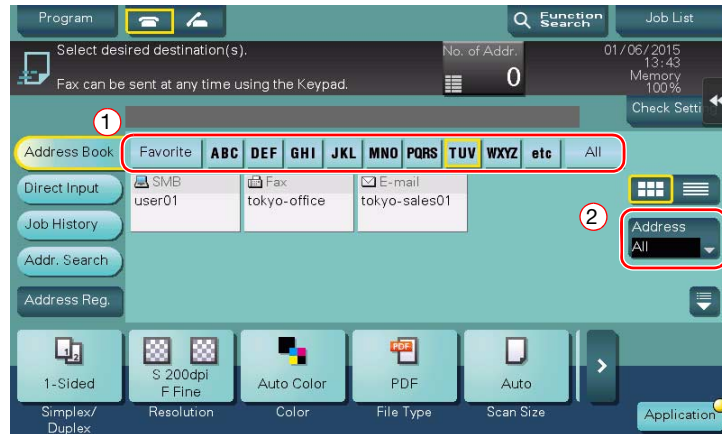 Program
Function
Search
Job List
Select desired destination(s).
No. of Addr.
0
01/06/2015
13:43
Memory
100%
Fax can be sent at any time using the Keypad.
Check Setti
1
Address Book
Favorite ABC DEF GHI JKL MNO PQRS TUV WXYZ etc All
Direct Input
SMB
user01
Fax
tokyo-office
E-mail
tokyo-sales01
Job History
2
Address
All
Addr. Search
Address Reg.
1 2
1-Sided
S 200dpi
F Fine
Auto Color
PDF
PDF
Auto
Simplex/
Duplex
Resolution
Color
File Type
Scan Size
Application